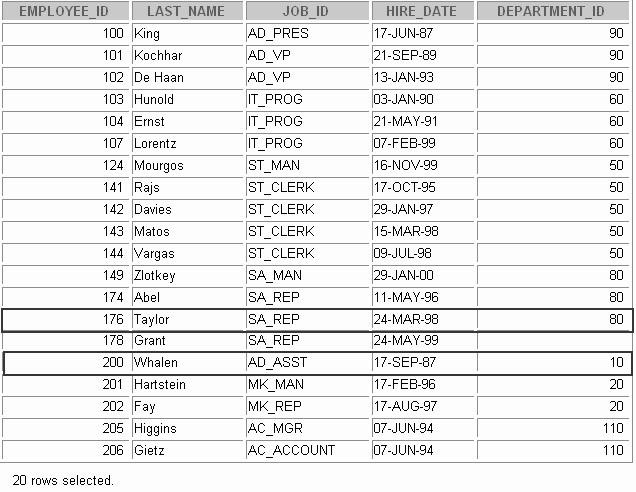 EMPLOYEE_ID LAST_NAME JOB_ID HIRE_DATE DEPARTMENT_ID
100 King AD_PRES 17-JUN-87 90
101 Kochhar AD_VP 21-SEP-89 90
102 De Haan AD_VP 13-JAN-93 90
103 Hunold IT_PROG 03-JAN-90 60
104 Ernst IT_PROG 21-MAY-91 60
107 Lorentz IT_PROG 07-FEB-99 60
124 Mourgos ST_MAN 16-NOV-99 50
141 Rajs ST_CLERK 17-OCT-95 50
142 Davies ST_CLERK 29-JAN-97 50
143 Matos ST_CLERK 15-MAR-98 50
144 Vargas ST_CLERK 09-JUL-98 50
149 Zlotkey SA_MAN 29-JAN-00 80
174 Abel SA_REP 11-MAY-96 80
176 Taylor SA_REP 24-MAR-98 80
178 Grant SA_REP 24-MAY-99
200 Whalen AD_ASST 17-SEP-87 10
201 Hartstein MK_MAN 17-FEB-96 20
202 Fay MK_REP 17-AUG-97 20
205 Higgins AC_MGR 07-JUN-94 110
206 Gietz AC_ACCOUNT 07-JUN-94 110
20 rows selected.